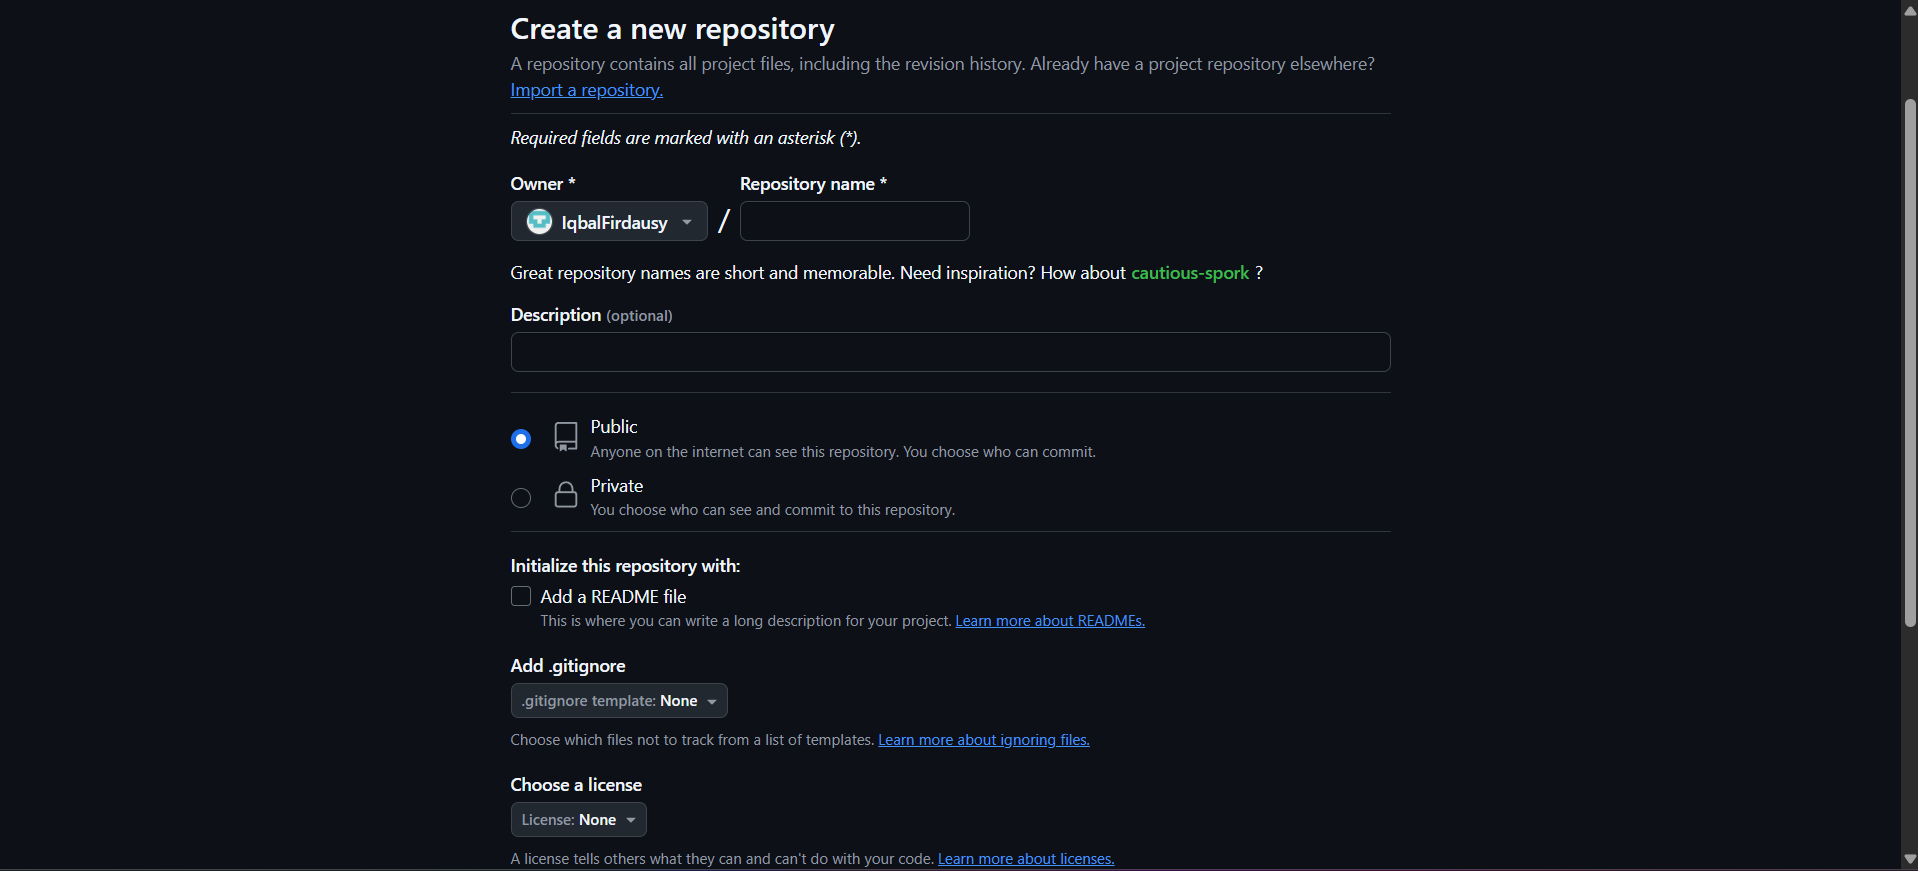 Create a new repository
A repository contains all project files, including the revision history. Already have a project repository elsewhere?
Import a repository.
Required fields are marked with an asterisk (*).
Owner * Repository name *
IqbalFirdausy /
Great repository names are short and memorable. Need inspiration? How about cautious-spork ?
Description (optional)
Public
Anyone on the internet can see this repository. You choose who can commit.
Private
You choose who can see and commit to this repository.
Initialize this repository with:
Add a README file
This is where you can write a long description for your project. Learn more about READMEs.
Add .gitignore
.gitignore template: None
Choose which files not to track from a list of templates. Learn more about ignoring files.
Choose a license
License: None
A license tells others what they can and can't do with your code. Learn more about licenses.